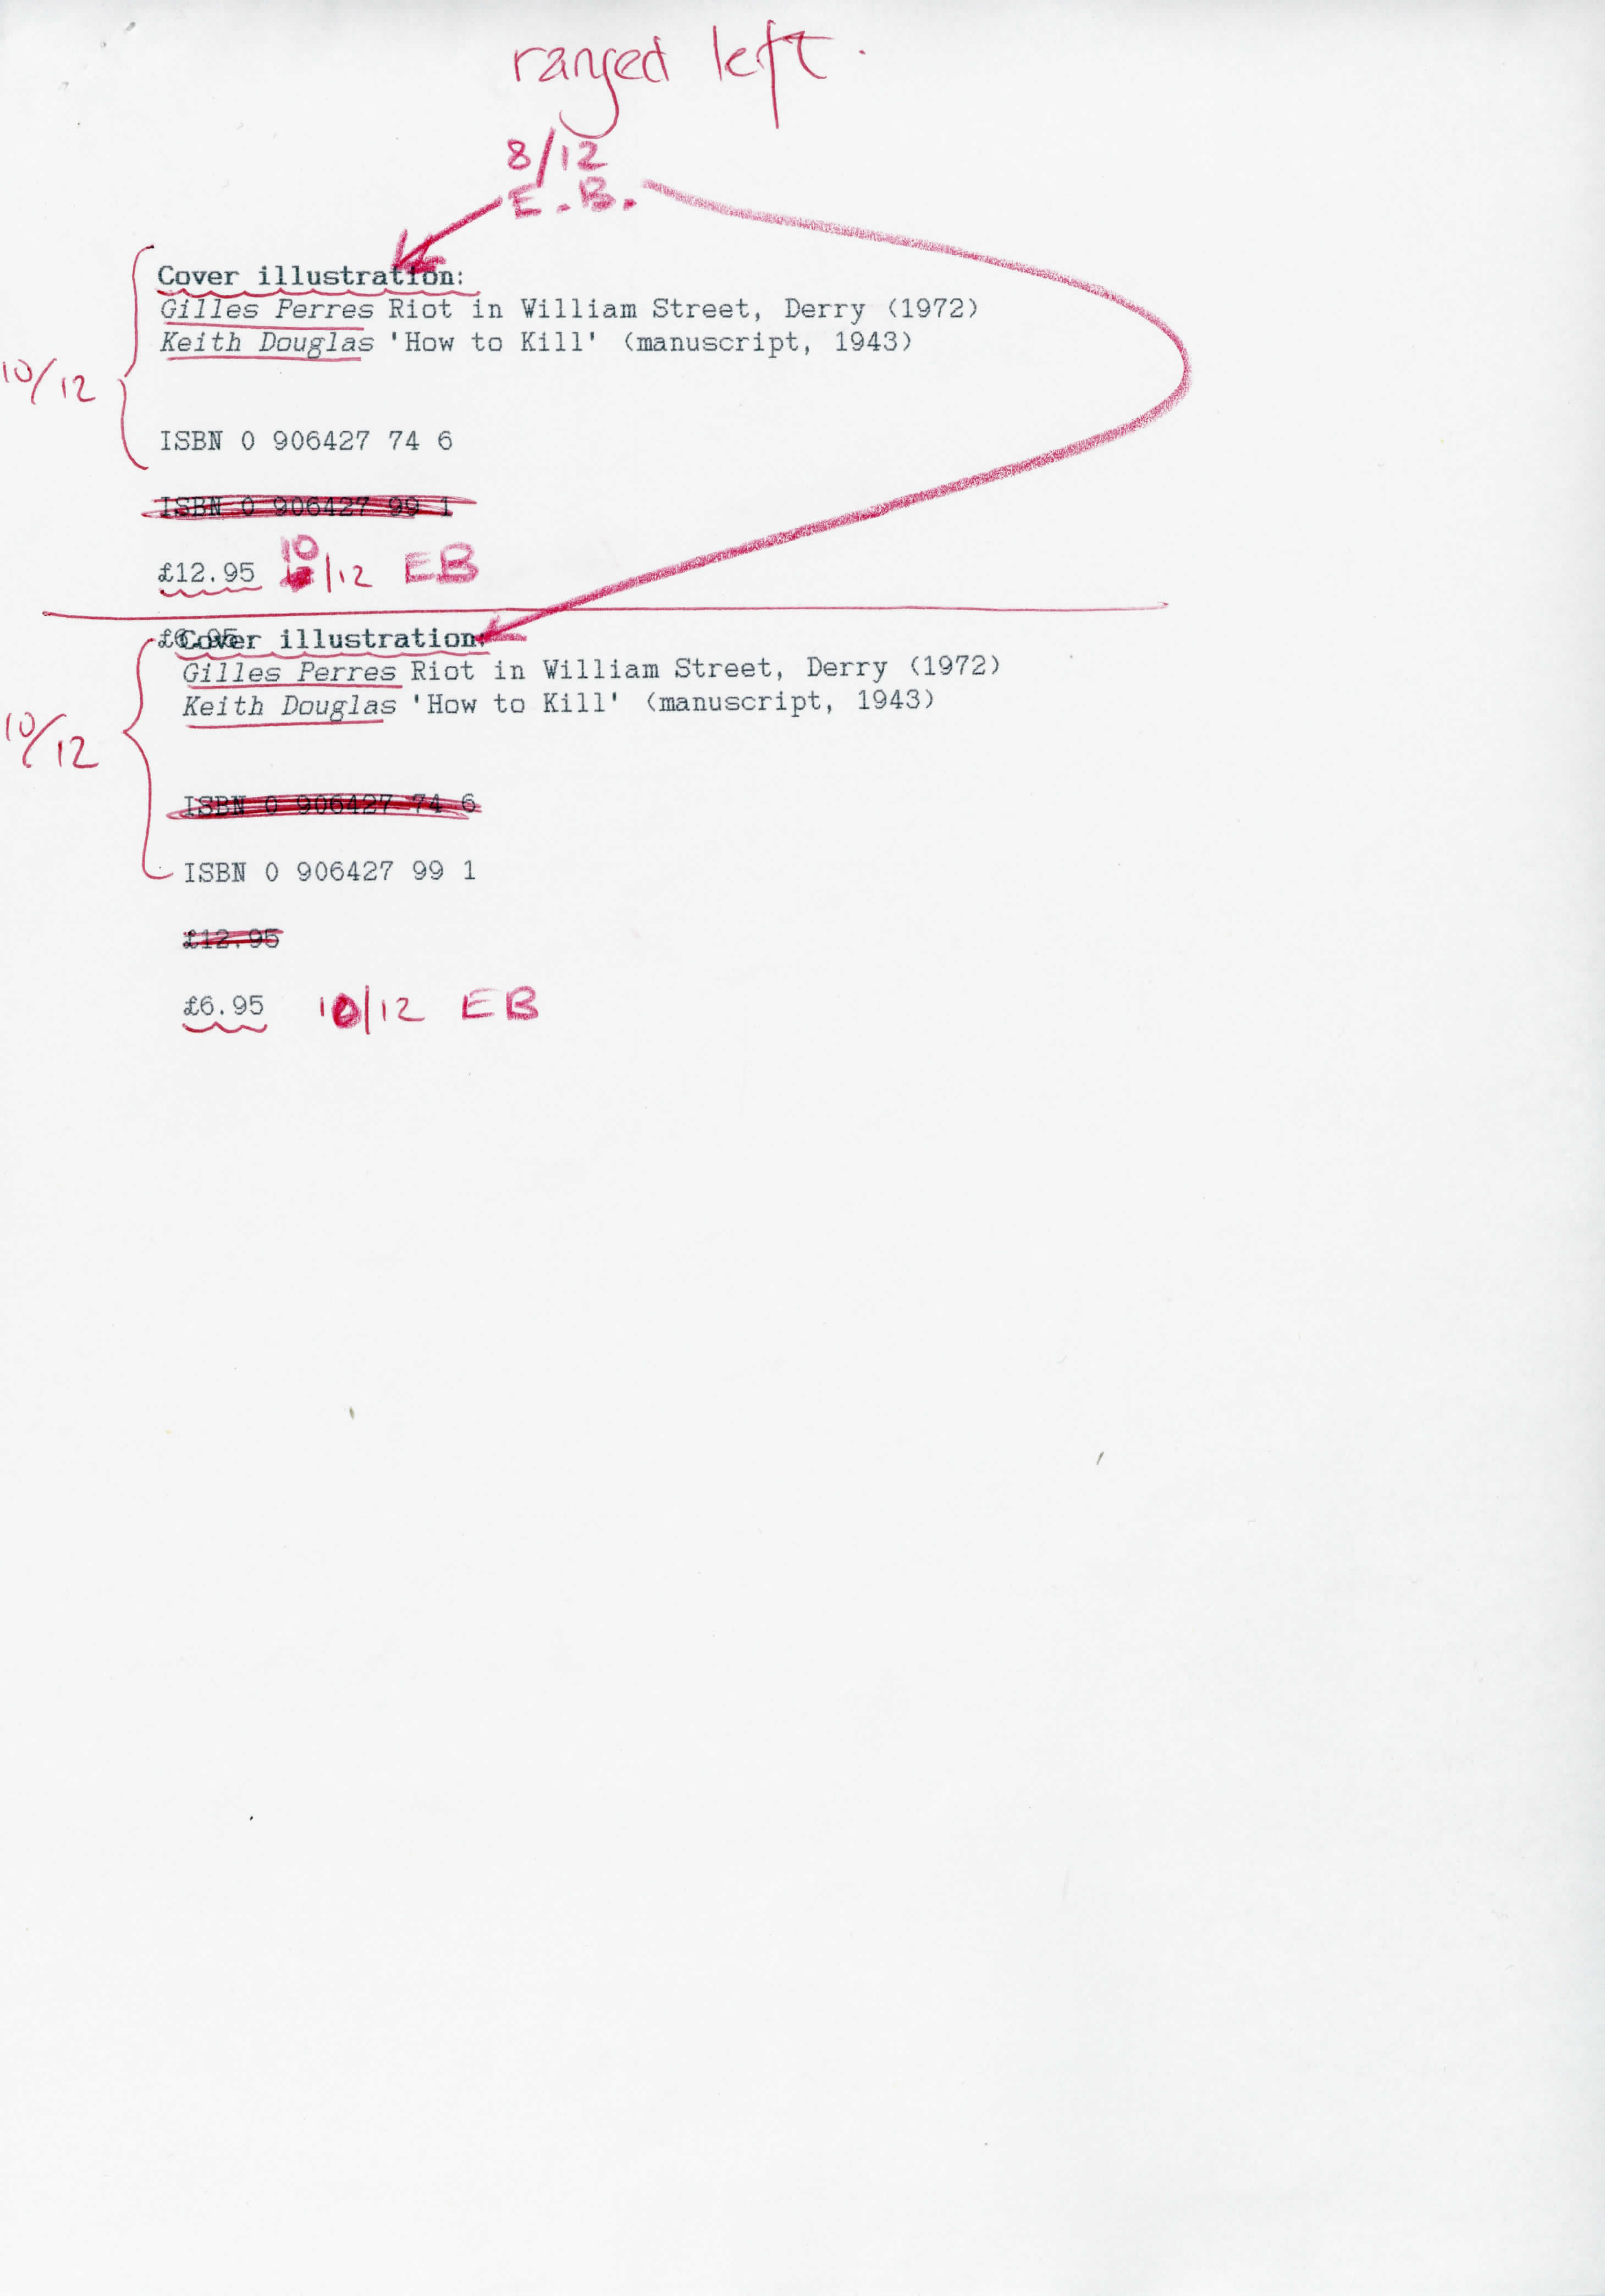 ranged left.
8/12
E.B.
Cover illustration:
Gilles Perres Riot in William Street, Derry (1972)
Keith Douglas 'How to Kill' (manuscript, 1943)
10/12
ISBN 0 906427 74 6
ISBN 0 906427 99 1
£12.95 10/12 EB
£6.95
Cover illustration:
Gilles Perres Riot in William Street, Derry (1972)
Keith Douglas 'How to Kill' (manuscript, 1943)
10/12
ISBN 0 906427 74 6
ISBN 0 906427 99 1
£12.95
£6.95 10/12 EB